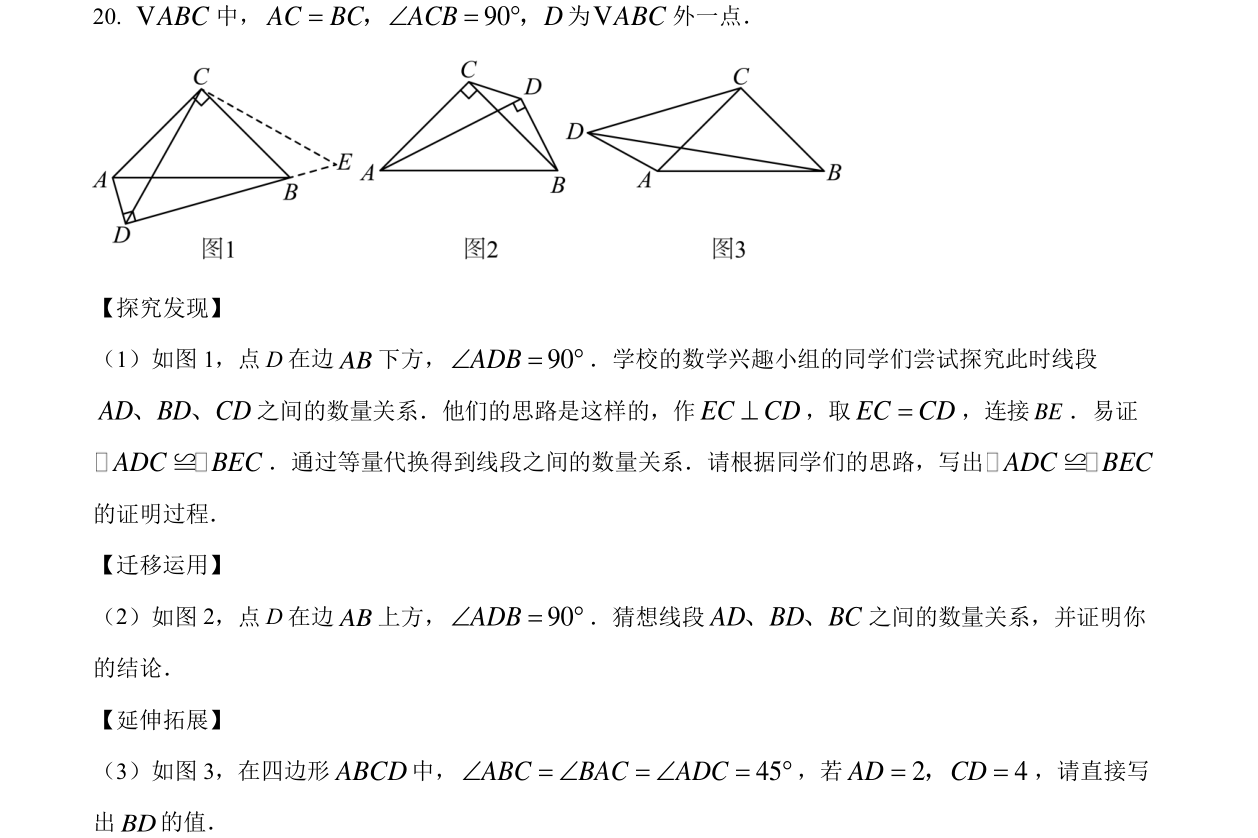 20. ∇ABC 中，AC = BC，∠ACB = 90°，D 为∇ABC 外一点．
C
A
B
D
E
图1
C
D
A
B
图2
C
D
A
B
图3
【探究发现】
（1）如图 1，点 D 在边 AB 下方，∠ADB = 90°．学校的数学兴趣小组的同学们尝试探究此时线段
AD、BD、CD 之间的数量关系．他们的思路是这样的，作 EC ⊥ CD，取 EC = CD，连接 BE．易证
□ADC ≌□BEC．通过等量代换得到线段之间的数量关系．请根据同学们的思路，写出□ADC ≌□BEC
的证明过程．
【迁移运用】
（2）如图 2，点 D 在边 AB 上方，∠ADB = 90°．猜想线段 AD、BD、BC 之间的数量关系，并证明你
的结论．
【延伸拓展】
（3）如图 3，在四边形 ABCD 中，∠ABC = ∠BAC = ∠ADC = 45°，若 AD = 2，CD = 4，请直接写
出 BD 的值．